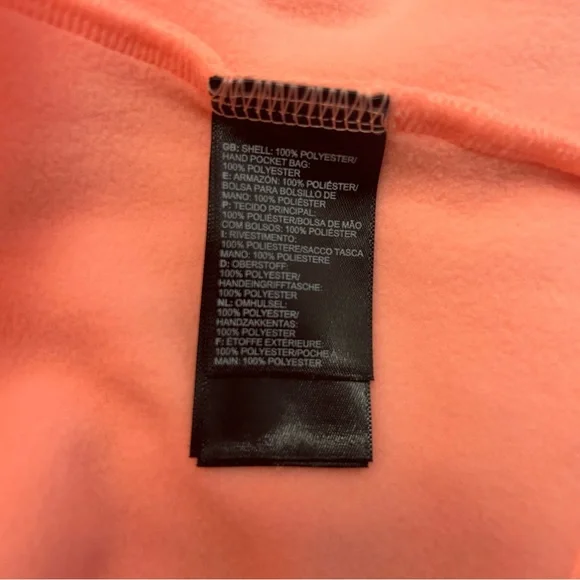 GB: SHELL: 100% POLYESTER/
HAND POCKET BAG:
100% POLYESTER
E: ARMAZÓN: 100% POLIÉSTER/
BOLSA PARA BOLSILLO DE
MANO: 100% POLIÉSTER
P: TECIDO PRINCIPAL:
100% POLIÉSTER/BOLSA DE MÃO
COM BOLSOS: 100% POLIÉSTER
I: RIVESTIMENTO:
100% POLIESTERE/SACCO TASCA
MANO: 100% POLIESTERE
D: OBERSTOFF:
100% POLYESTER/
HANDEINGRIFFTASCHE:
100% POLYESTER
NL: OMHULSEL:
100% POLYESTER/
HANDZAKKENTAS:
100% POLYESTER
F: ÉTOFFE EXTÉRIEURE:
100% POLYESTER/POCHE À
MAIN: 100% POLYESTER